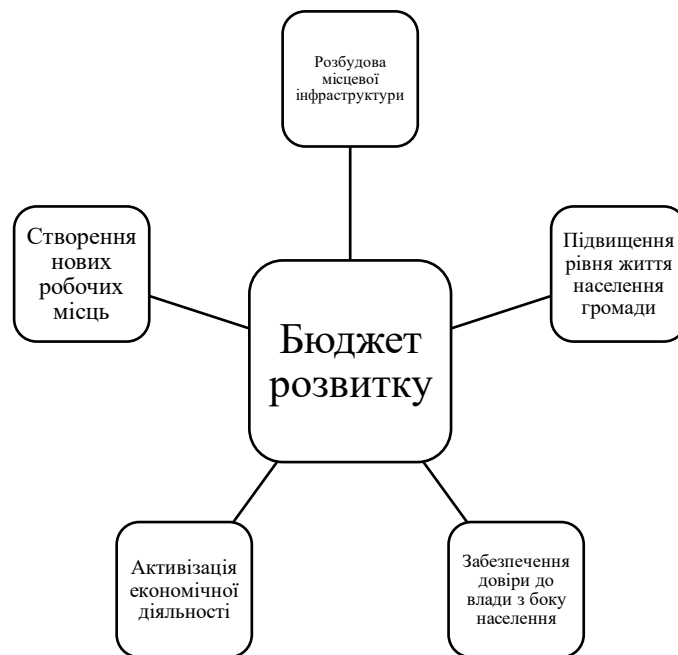 Розбудова
місцевої
інфраструктури
Створення
нових
робочих
місць
Підвищення
рівня життя
населення
громади
Бюджет
розвитку
Активізація
економічної
діяльності
Забезпечення
довіри до
влади з боку
населення